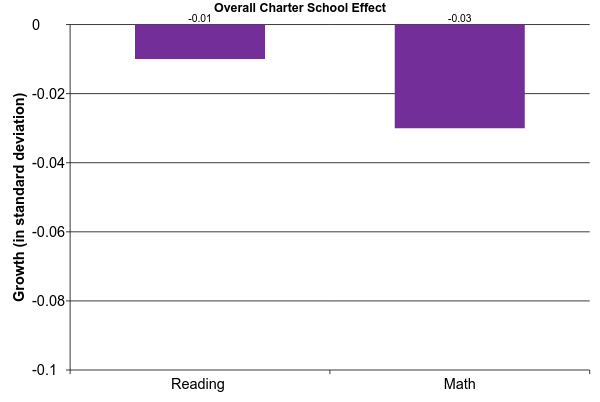 Overall Charter School Effect
-0.01
-0.03
0
-0.02
-0.04
-0.06
-0.08
-0.1
Growth (in standard deviation)
Reading
Math